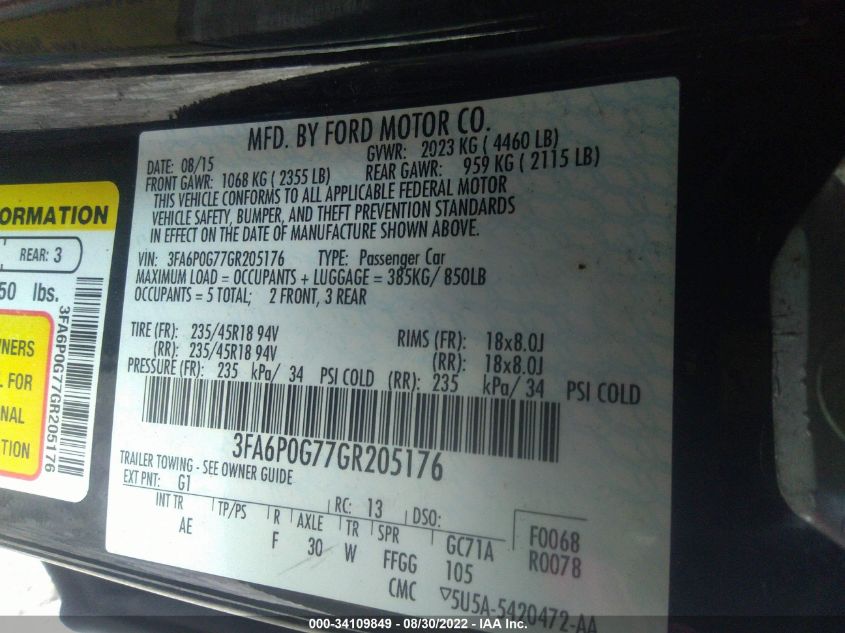 MFD. BY FORD MOTOR CO.
DATE: 08/15 GVWR: 2023 KG ( 4460 LB)
FRONT GAWR: 1068 KG ( 2355 LB) REAR GAWR: 959 KG ( 2115 LB)
THIS VEHICLE CONFORMS TO ALL APPLICABLE FEDERAL MOTOR
VEHICLE SAFETY, BUMPER, AND THEFT PREVENTION STANDARDS
IN EFFECT ON THE DATE OF MANUFACTURE SHOWN ABOVE.
VIN: 3FA6P0G77GR205176 TYPE: Passenger Car
MAXIMUM LOAD = OCCUPANTS + LUGGAGE = 385KG/ 850LB
OCCUPANTS = 5 TOTAL; 2 FRONT, 3 REAR
TIRE (FR): 235/45R18 94V RIMS (FR): 18x8.0J
(RR): 235/45R18 94V (RR): 18x8.0J
PRESSURE (FR): 235 kPa/ 34 PSI COLD (RR): 235 kPa/ 34 PSI COLD
3FA6P0G77GR205176
TRAILER TOWING - SEE OWNER GUIDE
EXT PNT: G1 RC: 13 DSO: F0068
INT TR TP/PS R AXLE TR SPR GC71A R0078
AE F 30 W FFGG 105
CMC ▽5U5A-5420472-AA
ORMATION
REAR: 3
50 lbs.
WNERS
L FOR
NAL
TION
3FA6P0G77GR205176
000-34109849 - 08/30/2022 - IAA Inc.